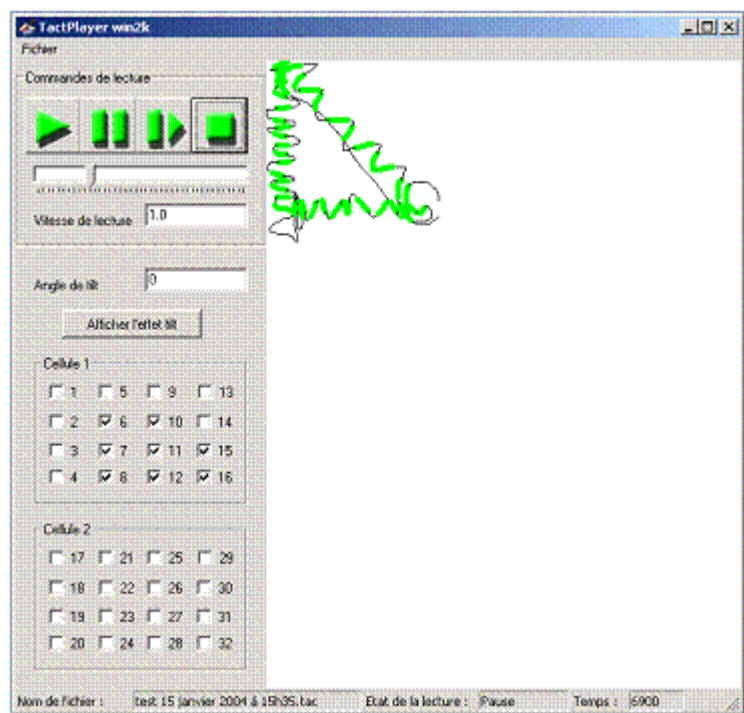 TactPlayer win2k
Fichier
Commandes de lecture
Vitesse de lecture 1.0
Angle de tilt 0
Afficher l'effet tilt
Cellule 1
1 5 9 13
2 6 10 14
3 7 11 15
4 8 12 16
Cellule 2
17 21 25 29
18 22 26 30
19 23 27 31
20 24 28 32
Nom de fichier : test 15 janvier 2004 à 15h35.tac Etat de la lecture : Pause Temps : 6900